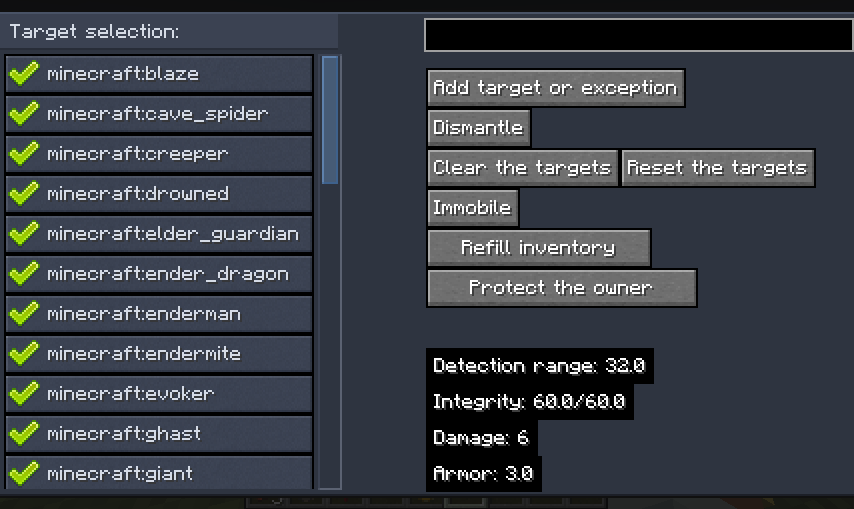 Target selection:
minecraft:blaze
minecraft:cave_spider
minecraft:creeper
minecraft:drowned
minecraft:elder_guardian
minecraft:ender_dragon
minecraft:enderman
minecraft:endermite
minecraft:evoker
minecraft:ghast
minecraft:giant
Add target or exception
Dismantle
Clear the targets Reset the targets
Immobile
Refill inventory
Protect the owner
Detection range: 32.0
Integrity: 60.0/60.0
Damage: 6
Armor: 3.0